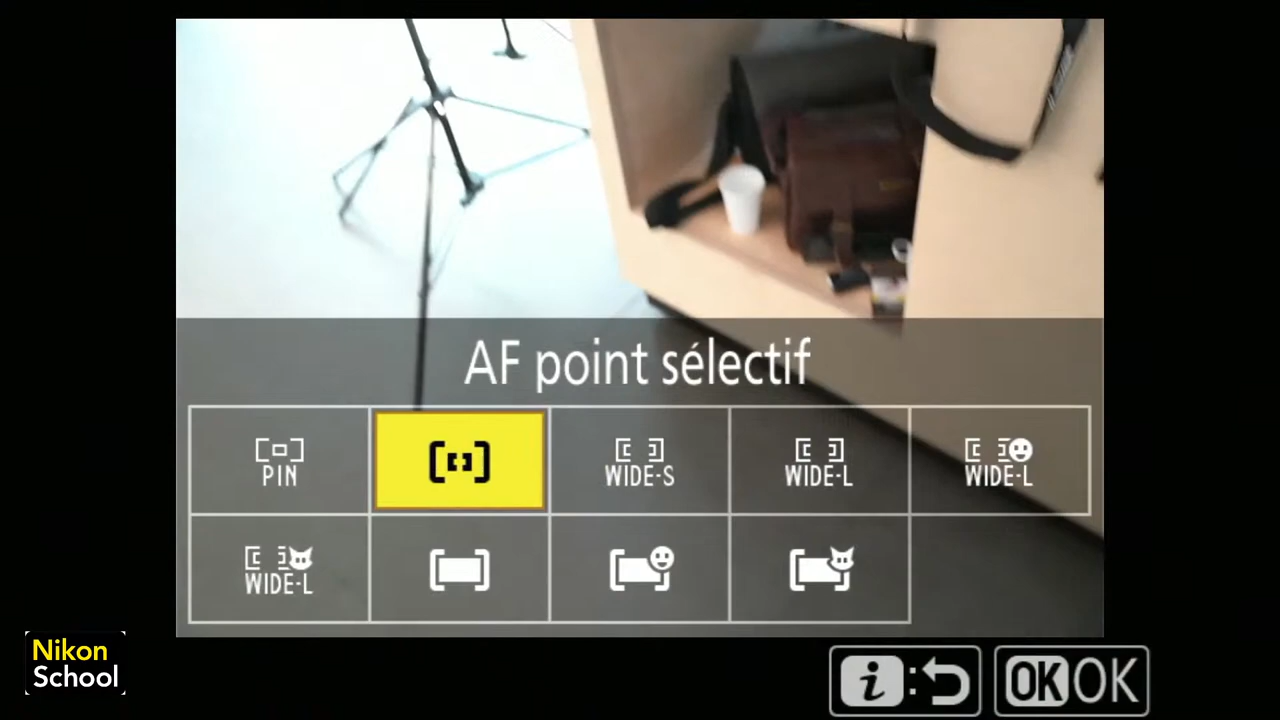 AF point sélectif
PIN
WIDE-S
WIDE-L
WIDE-L
WIDE-L
Nikon
School
i:
OK OK